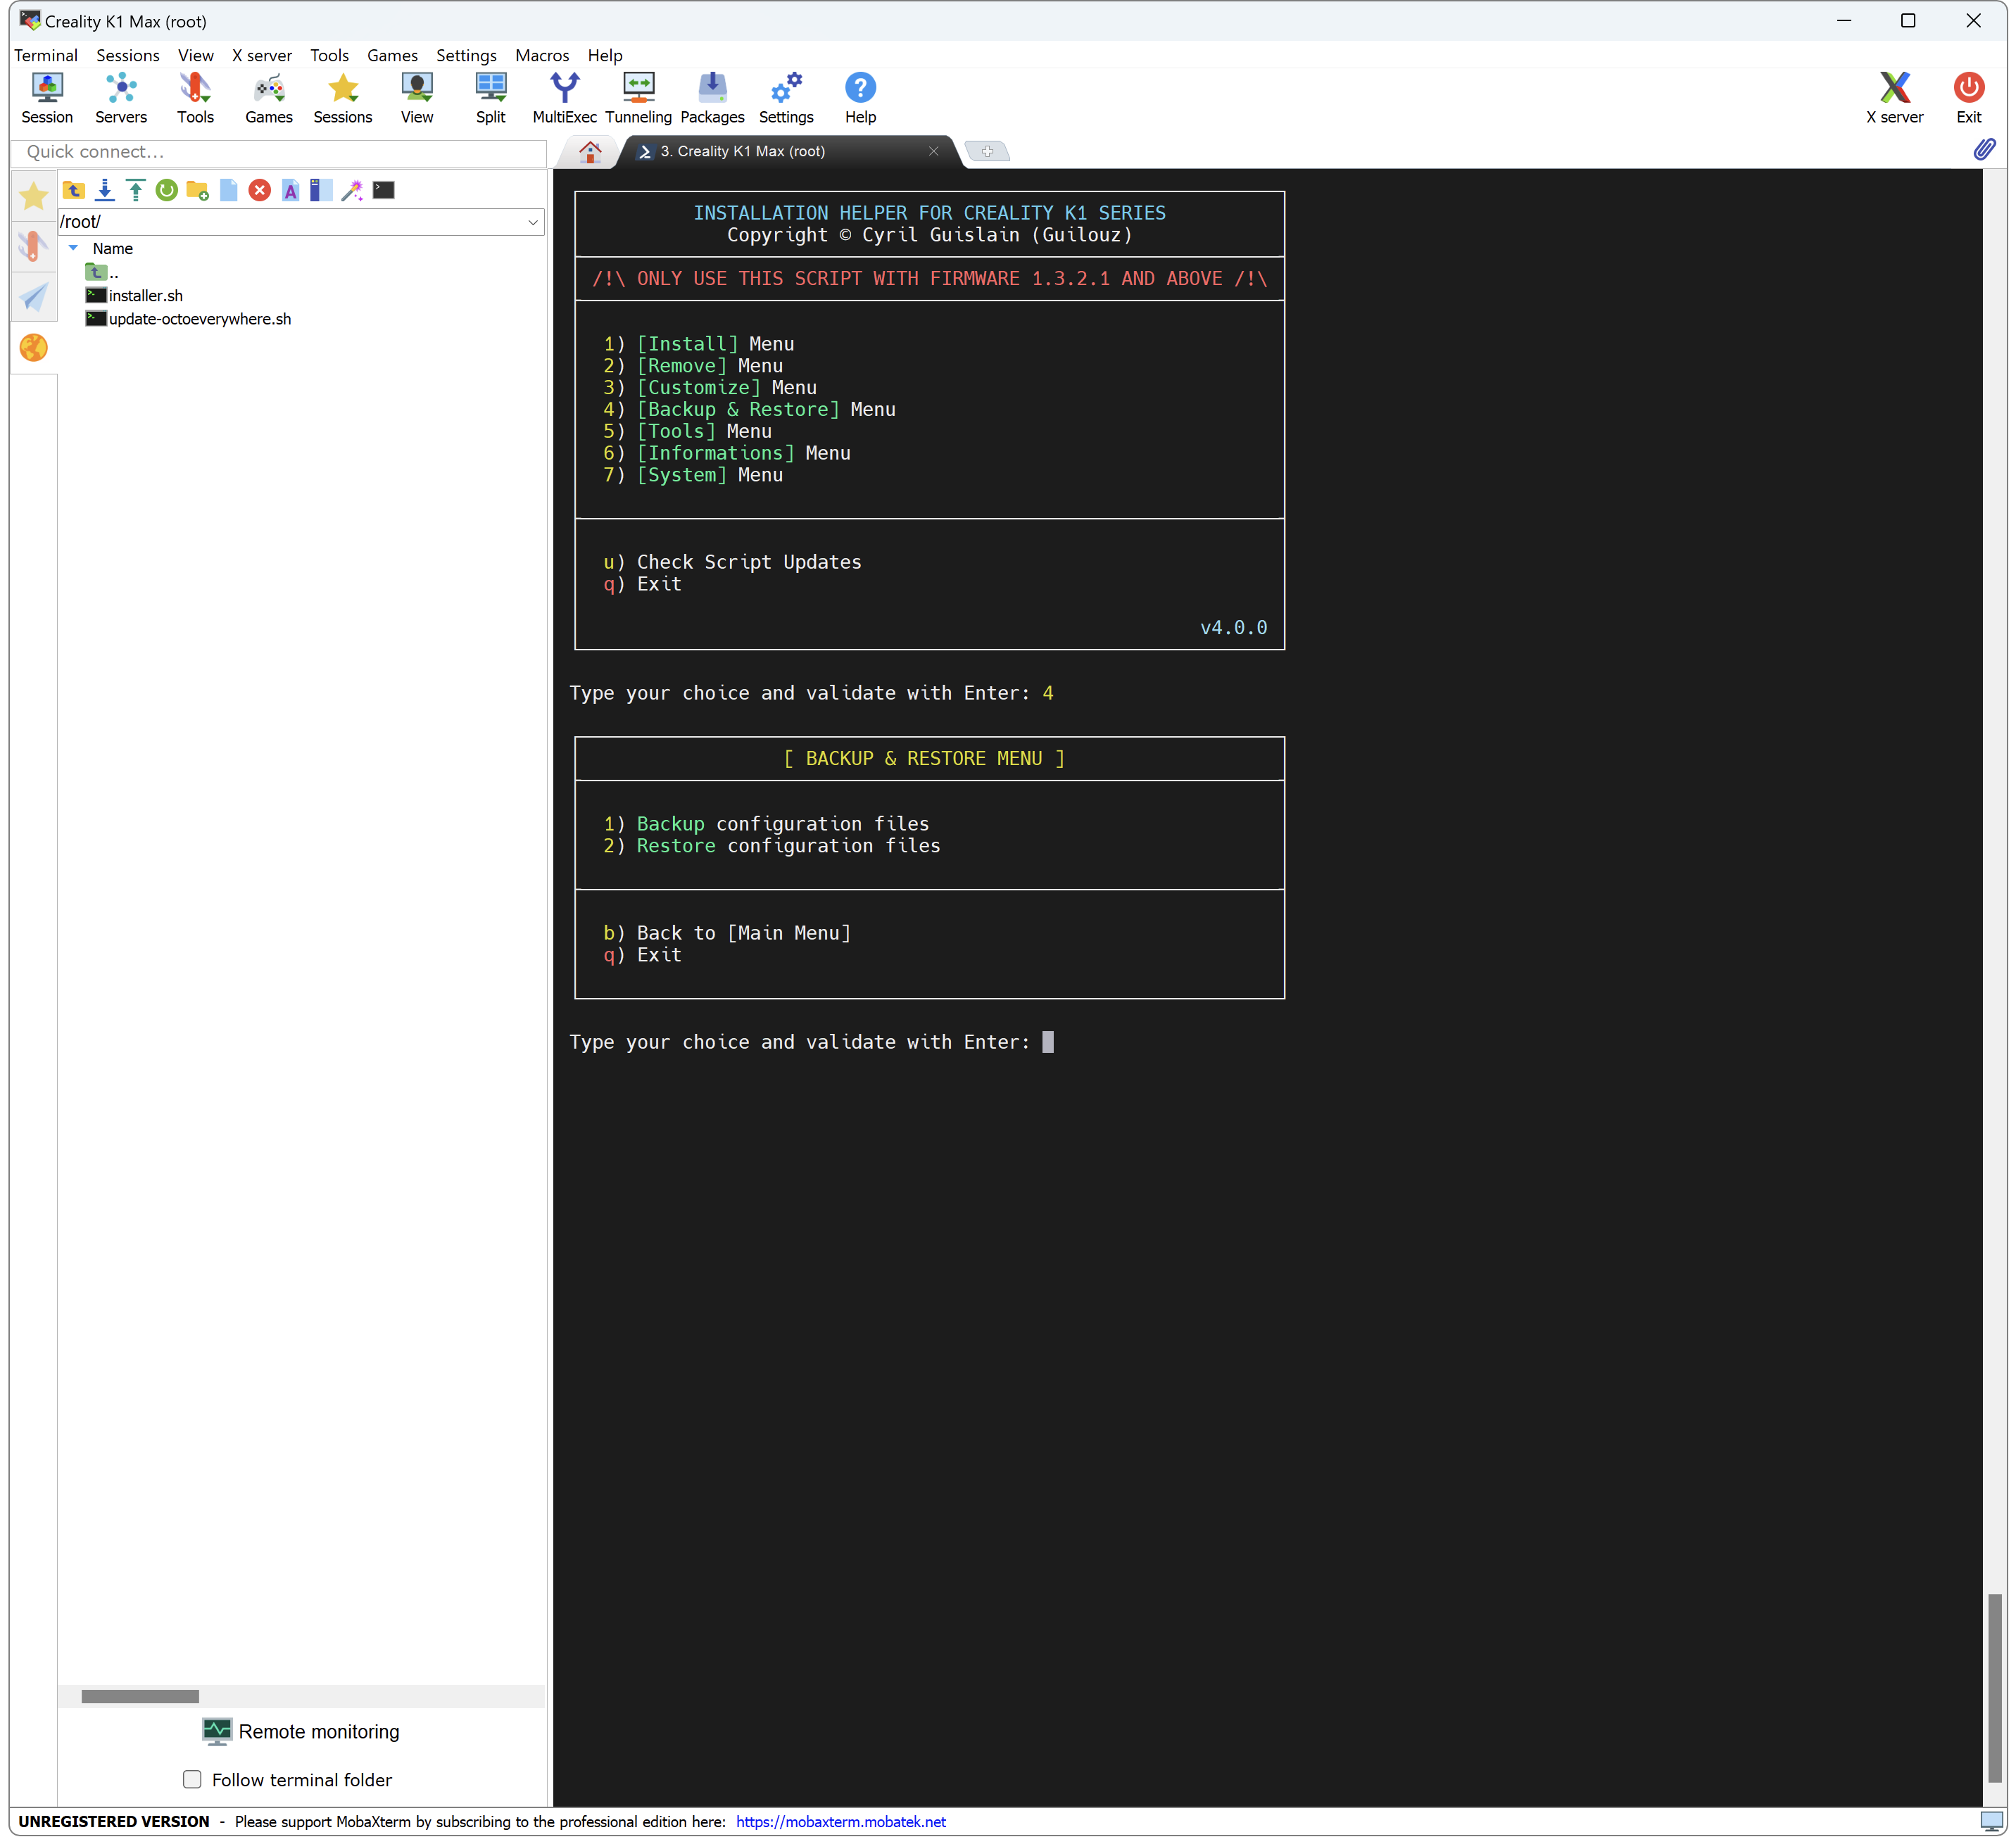 Creality K1 Max (root)
Terminal Sessions View X server Tools Games Settings Macros Help
Session Servers Tools Games Sessions View Split MultiExec Tunneling Packages Settings Help X server Exit
Quick connect...
3. Creality K1 Max (root)
/root/
Name
..
installer.sh
update-octoeverywhere.sh
INSTALLATION HELPER FOR CREALITY K1 SERIES
Copyright © Cyril Guislain (Guilouz)
/!\ ONLY USE THIS SCRIPT WITH FIRMWARE 1.3.2.1 AND ABOVE /!\
1) [Install] Menu
2) [Remove] Menu
3) [Customize] Menu
4) [Backup & Restore] Menu
5) [Tools] Menu
6) [Informations] Menu
7) [System] Menu
u) Check Script Updates
q) Exit
v4.0.0
Type your choice and validate with Enter: 4
[ BACKUP & RESTORE MENU ]
1) Backup configuration files
2) Restore configuration files
b) Back to [Main Menu]
q) Exit
Type your choice and validate with Enter:
Remote monitoring
Follow terminal folder
UNREGISTERED VERSION - Please support MobaXterm by subscribing to the professional edition here: https://mobaxterm.mobatek.net